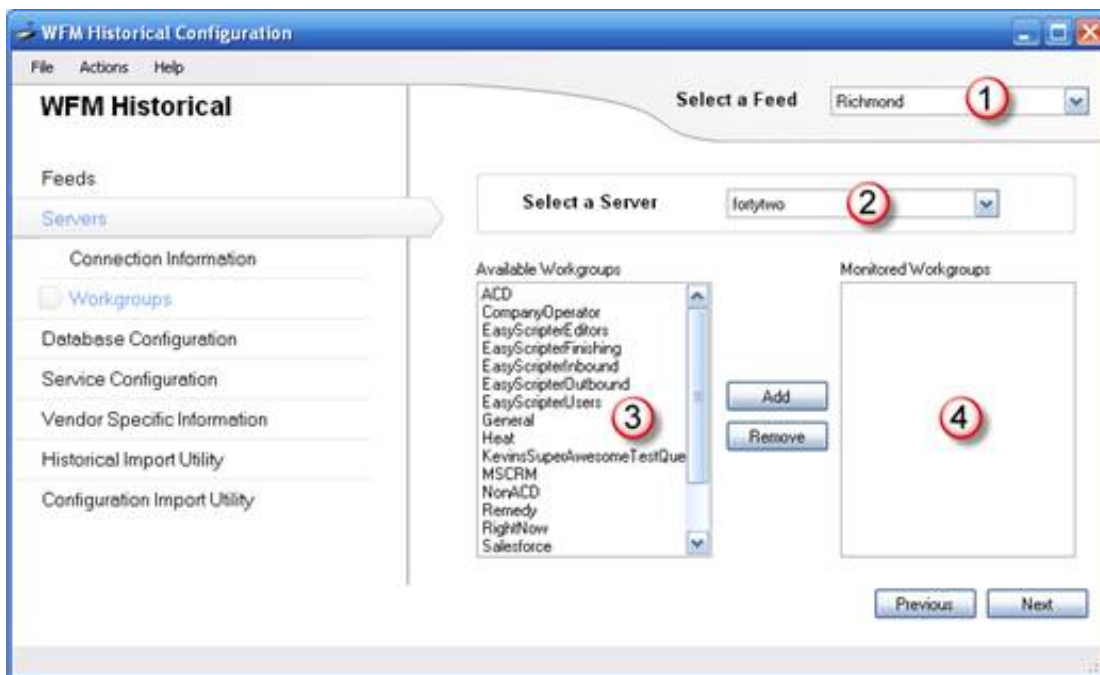 WFM Historical Configuration
File Actions Help
WFM Historical
Select a Feed Richmond 1
Feeds
Servers
Connection Information
Workgroups
Database Configuration
Service Configuration
Vendor Specific Information
Historical Import Utility
Configuration Import Utility
Select a Server fortytwo 2
Available Workgroups
ACD
CompanyOperator
EasyScripterEditors
EasyScripterFinishing
EasyScripterInbound
EasyScripterOutbound
EasyScripterUsers
General
Heat
KevinsSuperAwesomeTestQue
MSCRM
NonACD
Remedy
RightNow
Salesforce
3
Add
Remove
Monitored Workgroups
4
Previous Next